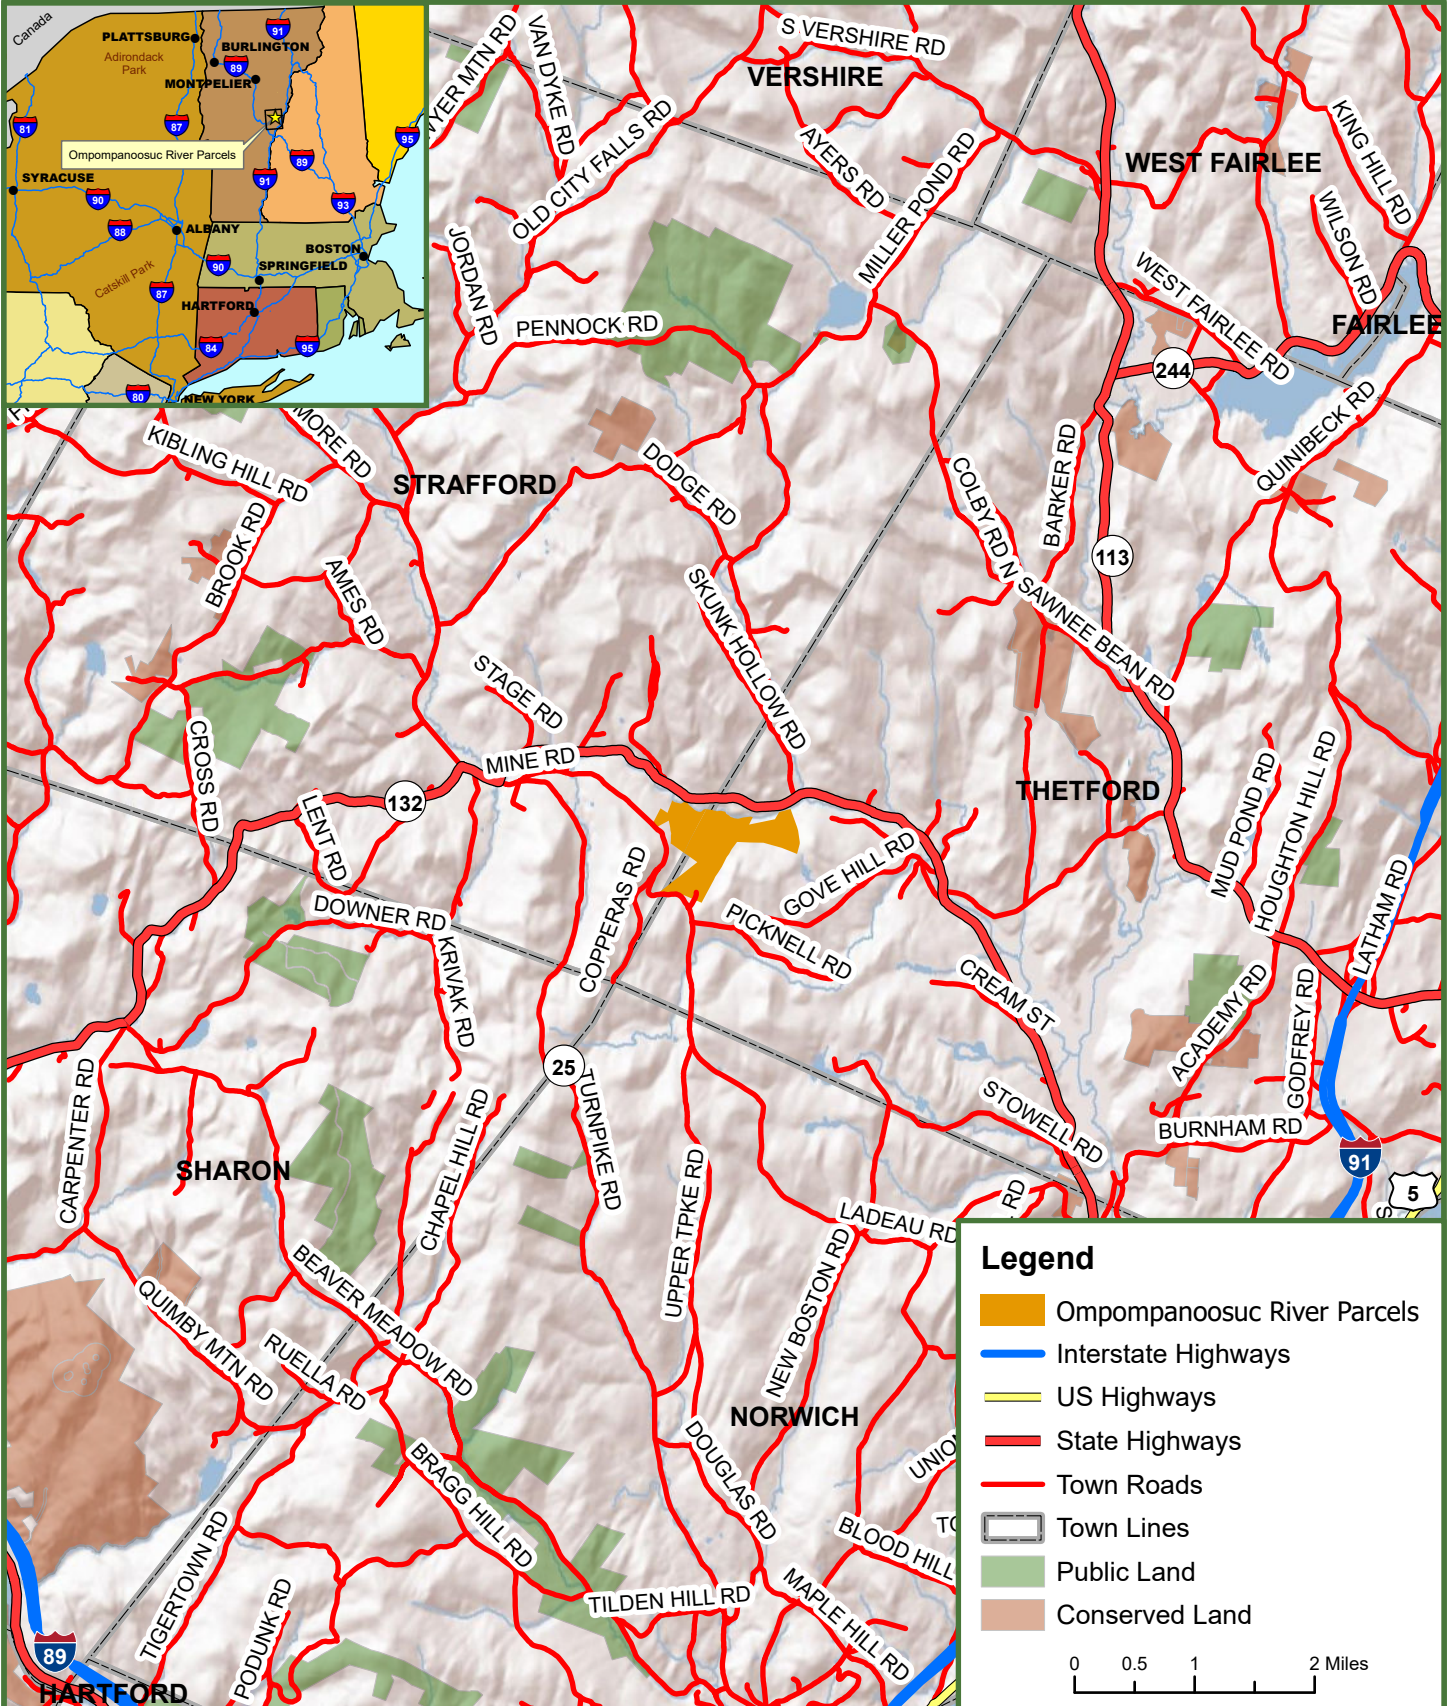 Canada
PLATTSBURG
Adirondack
Park
BURLINGTON
MONTPELIER
91
89
81
87
95
Ompompanoosuc River Parcels
89
91
93
SYRACUSE
90
88
ALBANY
BOSTON
90
SPRINGFIELD
Catskill Park
87
HARTFORD
84
95
80
NEW YORK
VAN DYKE RD
S VERSHIRE RD
VERSHIRE
OLD CITY FALLS RD
AYERS RD
MILLER POND RD
WEST FAIRLEE
KING HILL RD
WILSON RD
JORDAN RD
PENNOCK RD
WEST FAIRLEE RD
FAIRLEE
244
QUINIBECK RD
MORE RD
KIBLING HILL RD
STRAFFORD
DODGE RD
BARKER RD
COLBY RD N
BROOK RD
AMES RD
113
SKUNK HOLLOW RD
SAWNEE BEAN RD
STAGE RD
CROSS RD
MINE RD
132
LENT RD
THETFORD
MUD POND RD
HOUGHTON HILL RD
GOVE HILL RD
COPPERAS RD
LATHAM RD
DOWNER RD
KRIVAK RD
PICKNELL RD
CREAM ST
ACADEMY RD
GODFREY RD
25
CARPENTER RD
TURNPIKE RD
STOWELL RD
BURNHAM RD
91
5
SHARON
CHAPEL HILL RD
UPPER TPKE RD
LADEAU RD
RD
NEW BOSTON RD
BEAVER MEADOW RD
QUIMBY MTN RD
RUELLA RD
NORWICH
DOUGLAS RD
BRAGG HILL RD
BLOOD HILL
TIGERTOWN RD
TILDEN HILL RD
MAPLE HILL RD
PODUNK RD
89
HARTFORD
Legend
Ompompanoosuc River Parcels
Interstate Highways
US Highways
State Highways
Town Roads
Town Lines
Public Land
Conserved Land
0 0.5 1 2 Miles